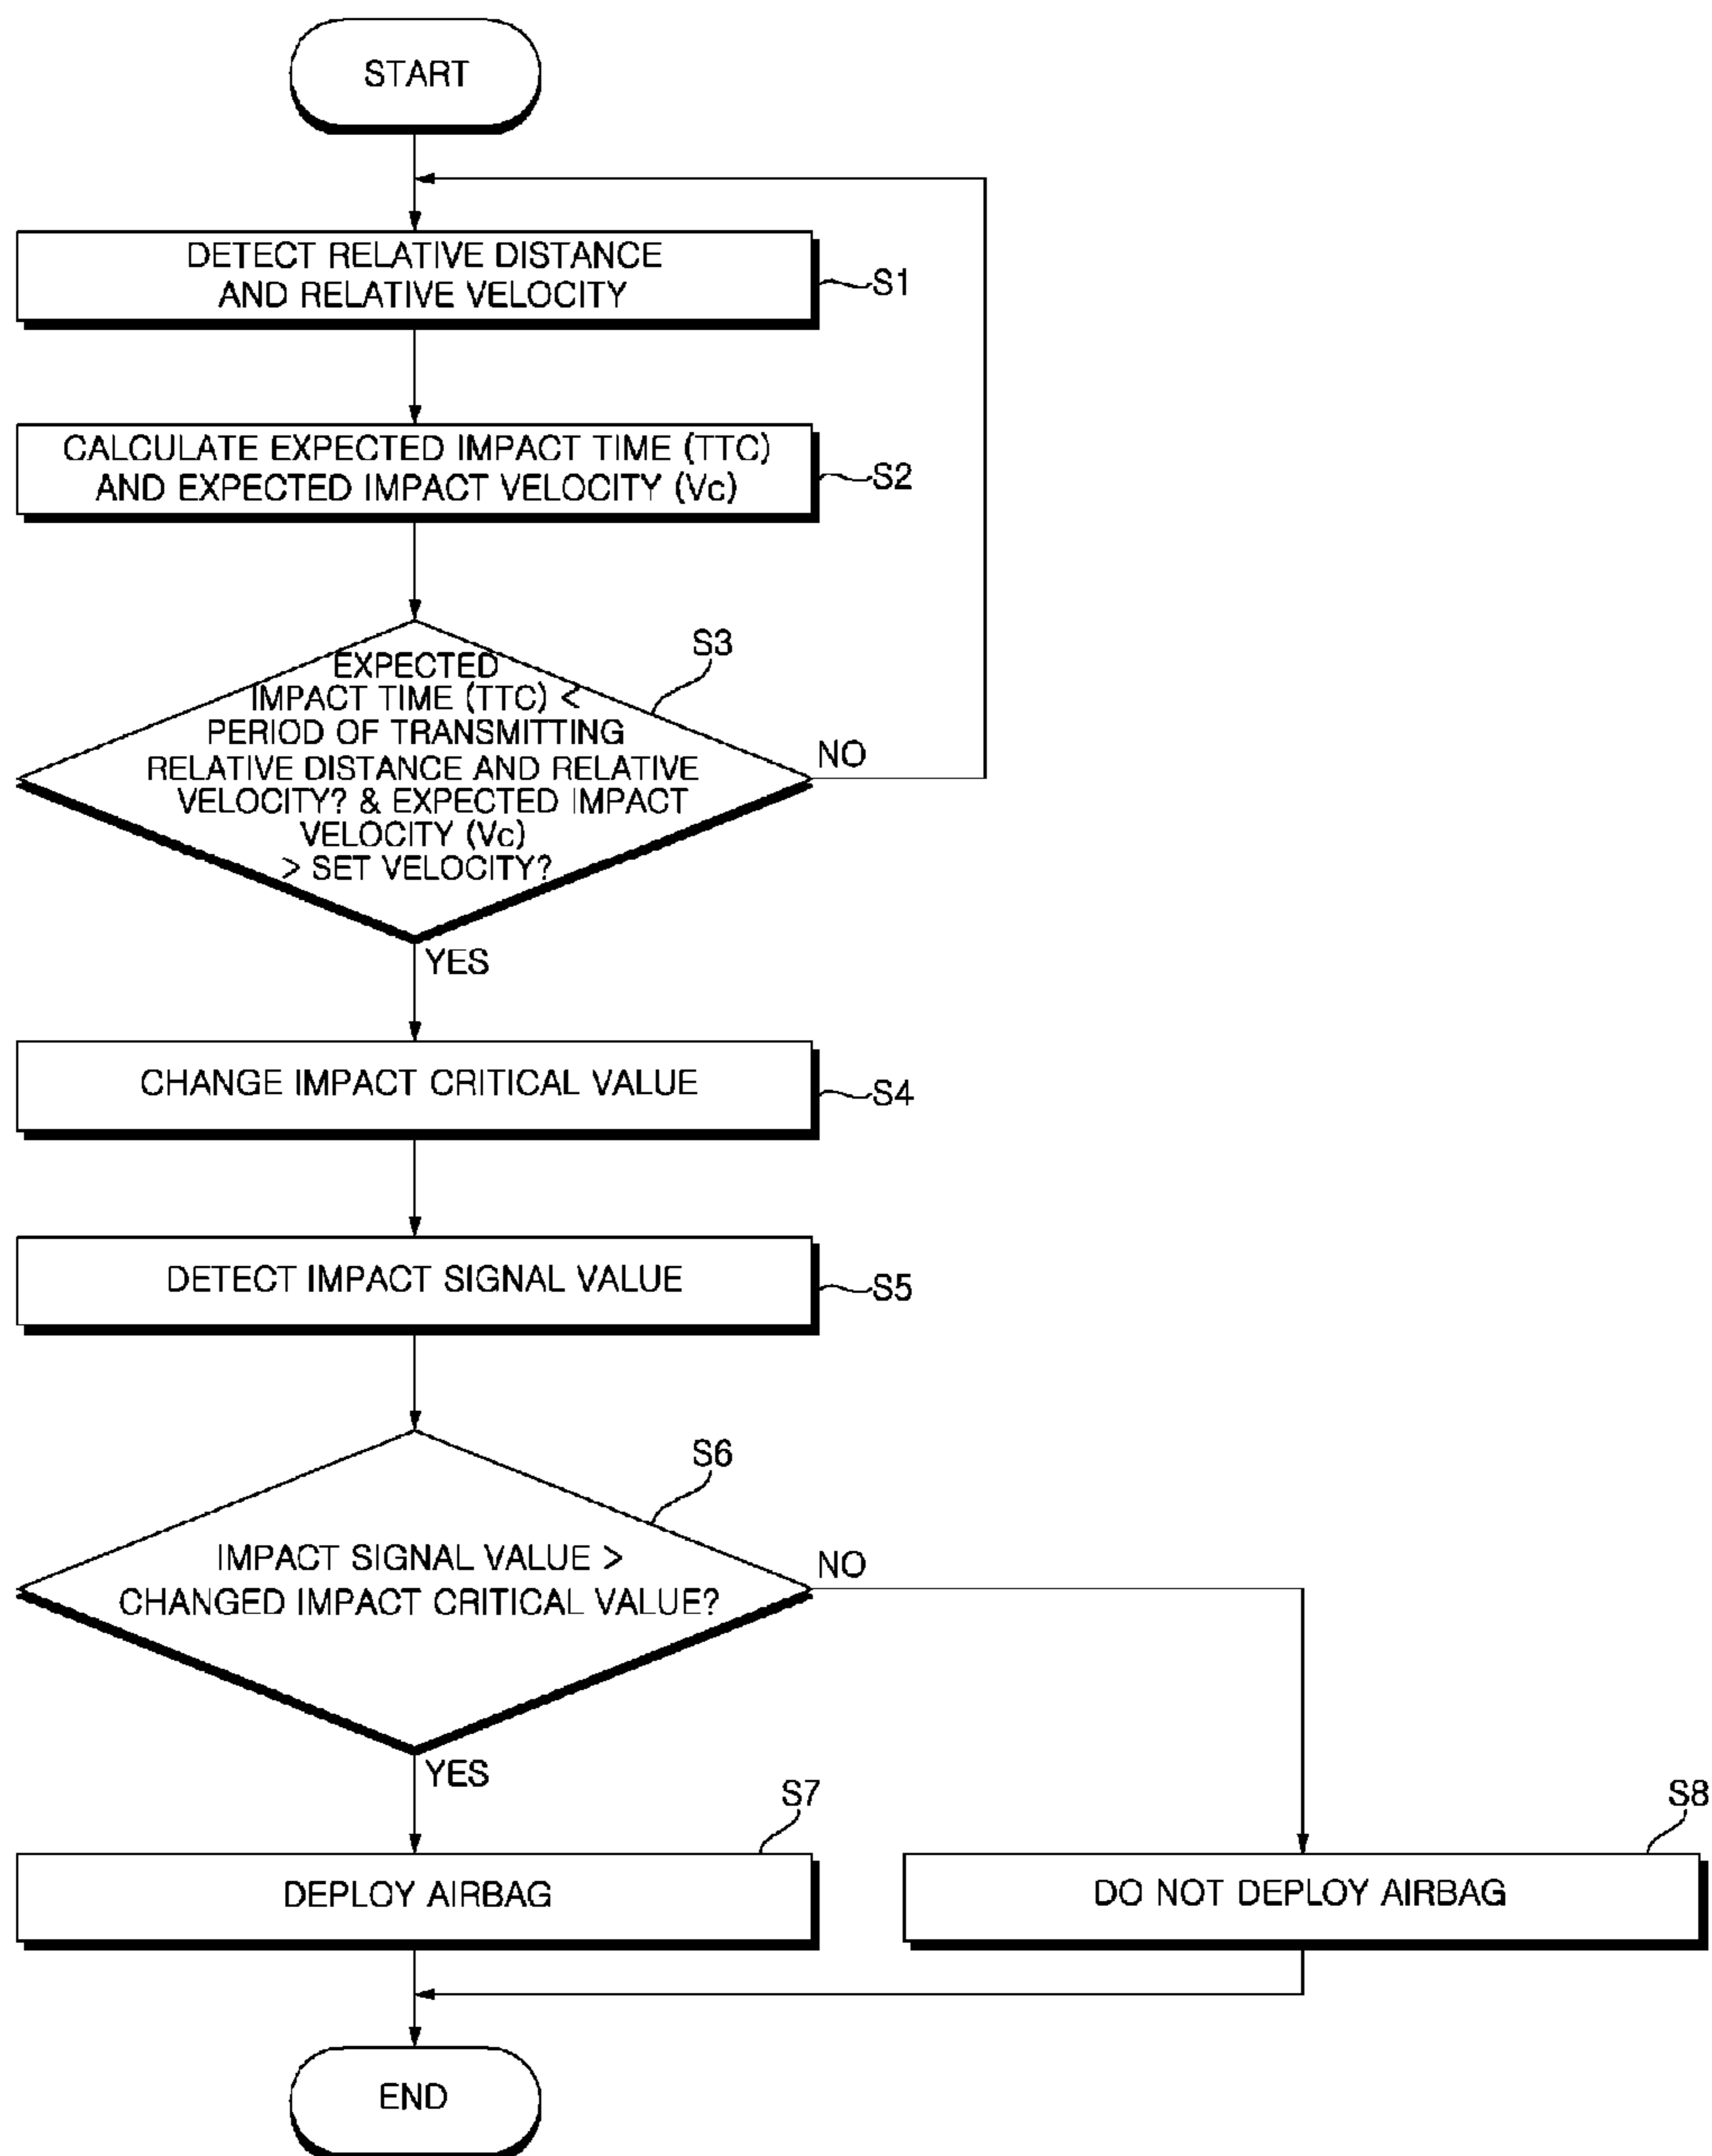 START
DETECT RELATIVE DISTANCE
AND RELATIVE VELOCITY
S1
CALCULATE EXPECTED IMPACT TIME (TTC)
AND EXPECTED IMPACT VELOCITY (Vc)
S2
S3
EXPECTED
IMPACT TIME (TTC) <
PERIOD OF TRANSMITTING
RELATIVE DISTANCE AND RELATIVE
VELOCITY? & EXPECTED IMPACT
VELOCITY (Vc)
> SET VELOCITY?
NO
YES
CHANGE IMPACT CRITICAL VALUE
S4
DETECT IMPACT SIGNAL VALUE
S5
S6
IMPACT SIGNAL VALUE >
CHANGED IMPACT CRITICAL VALUE?
NO
YES
S7
DEPLOY AIRBAG
S8
DO NOT DEPLOY AIRBAG
END